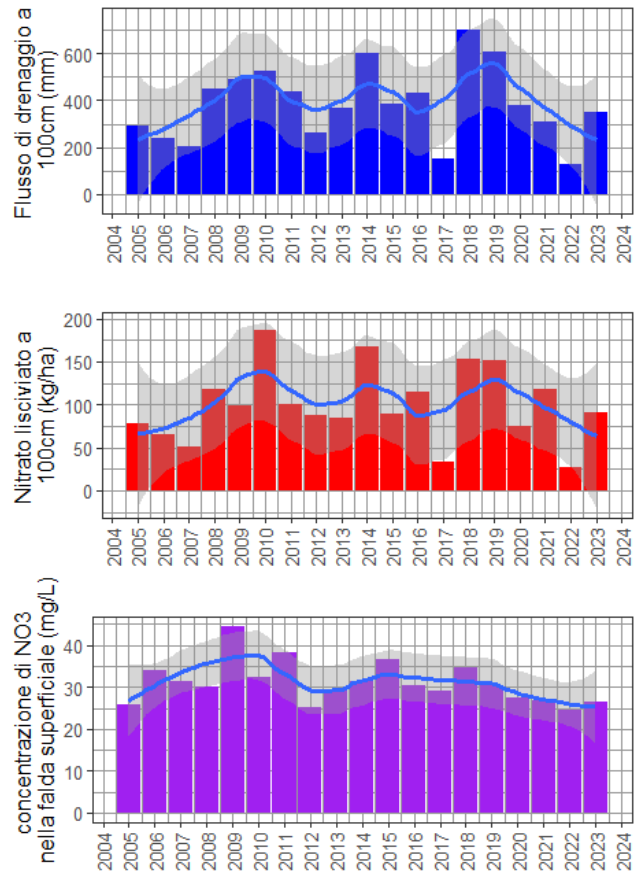 Flusso di drenaggio a
100cm (mm)
600
400
200
0
2004 2005 2006 2007 2008 2009 2010 2011 2012 2013 2014 2015 2016 2017 2018 2019 2020 2021 2022 2023 2024
Nitrato lisciviato a
100cm (kg/ha)
200
150
100
50
0
2004 2005 2006 2007 2008 2009 2010 2011 2012 2013 2014 2015 2016 2017 2018 2019 2020 2021 2022 2023 2024
concentrazione di NO3
nella falda superficiale (mg/L)
40
30
20
10
0
2004 2005 2006 2007 2008 2009 2010 2011 2012 2013 2014 2015 2016 2017 2018 2019 2020 2021 2022 2023 2024